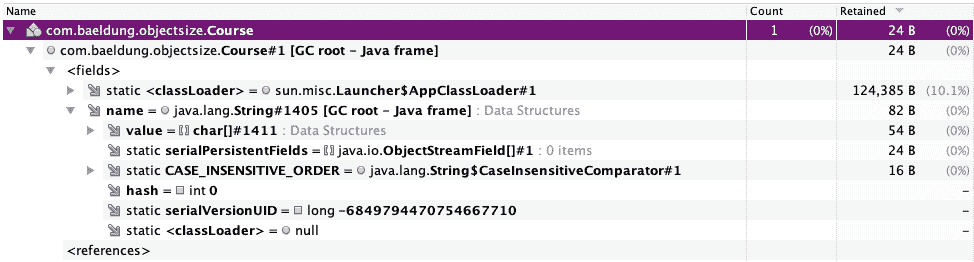 Name Count Retained
com.baeldung.objectsize.Course 1 (0%) 24 B (0%)
com.baeldung.objectsize.Course#1 [GC root - Java frame] 24 B (0%)
<fields>
static <classLoader> = sun.misc.Launcher$AppClassLoader#1 124,385 B (10.1%)
name = java.lang.String#1405 [GC root - Java frame] : Data Structures 82 B (0%)
value = char[]#1411 : Data Structures 54 B (0%)
static serialPersistentFields = java.io.ObjectStreamField[]#1 : 0 items 24 B (0%)
static CASE_INSENSITIVE_ORDER = java.lang.String$CaseInsensitiveComparator#1 16 B (0%)
hash = int 0 -
static serialVersionUID = long -6849794470754667710 -
static <classLoader> = null -
<references>